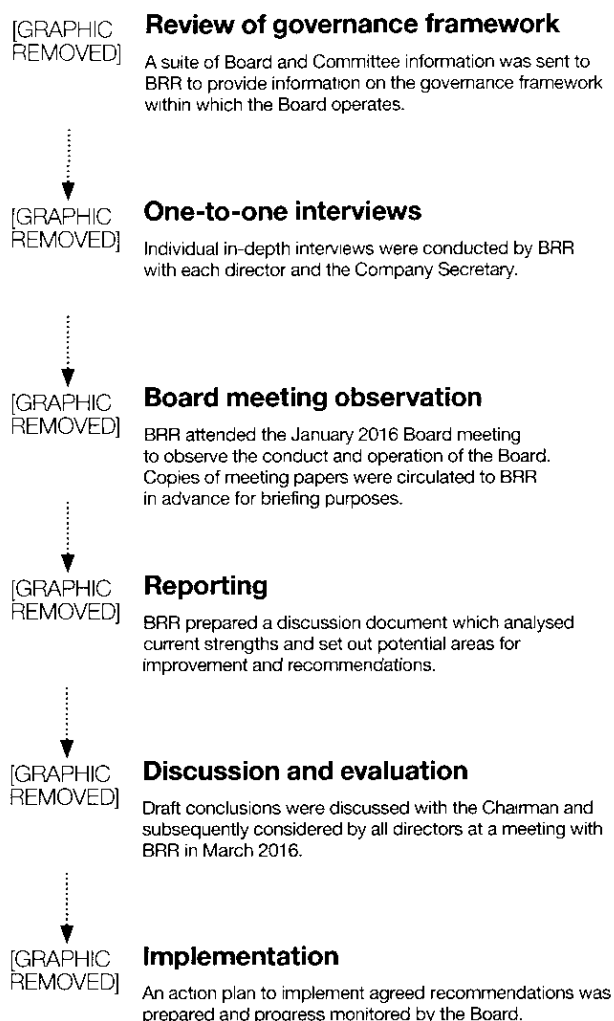 [GRAPHIC REMOVED]
Review of governance framework
A suite of Board and Committee information was sent to
BRR to provide information on the governance framework
within which the Board operates.
[GRAPHIC REMOVED]
One-to-one interviews
Individual in-depth interviews were conducted by BRR
with each director and the Company Secretary.
[GRAPHIC REMOVED]
Board meeting observation
BRR attended the January 2016 Board meeting
to observe the conduct and operation of the Board.
Copies of meeting papers were circulated to BRR
in advance for briefing purposes.
[GRAPHIC REMOVED]
Reporting
BRR prepared a discussion document which analysed
current strengths and set out potential areas for
improvement and recommendations.
[GRAPHIC REMOVED]
Discussion and evaluation
Draft conclusions were discussed with the Chairman and
subsequently considered by all directors at a meeting with
BRR in March 2016.
[GRAPHIC REMOVED]
Implementation
An action plan to implement agreed recommendations was
prepared and progress monitored by the Board.